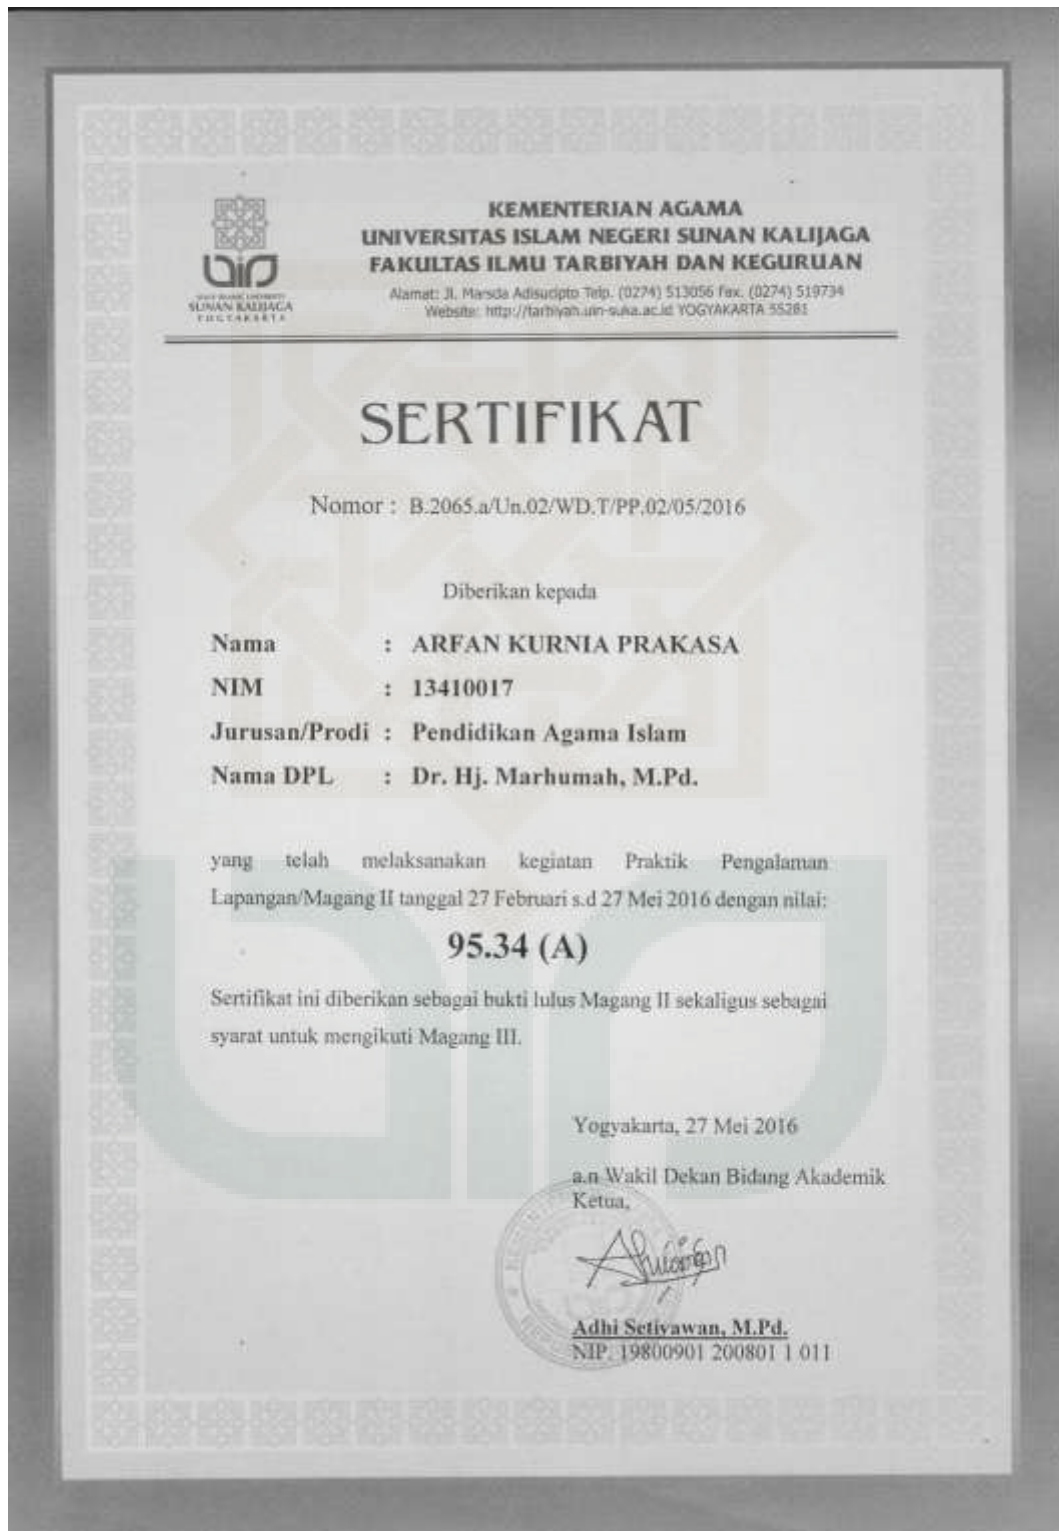 KEMENTERIAN AGAMA
UNIVERSITAS ISLAM NEGERI SUNAN KALIJAGA
FAKULTAS ILMU TARBIYAH DAN KEGURUAN
Alamat: Jl. Marsda Adisucipto Telp. (0274) 513056 Fax. (0274) 519734
Website: http://tarbiyah.uin-suka.ac.id YOGYAKARTA 55281
uin
STATE ISLAMIC UNIVERSITY
SUNAN KALIJAGA
YOGYAKARTA
SERTIFIKAT
Nomor : B.2065.a/Un.02/WD.T/PP.02/05/2016
Diberikan kepada
Nama : ARFAN KURNIA PRAKASA
NIM : 13410017
Jurusan/Prodi : Pendidikan Agama Islam
Nama DPL : Dr. Hj. Marhumah, M.Pd.
yang telah melaksanakan kegiatan Praktik Pengalaman
Lapangan/Magang II tanggal 27 Februari s.d 27 Mei 2016 dengan nilai:
95.34 (A)
Sertifikat ini diberikan sebagai bukti lulus Magang II sekaligus sebagai
syarat untuk mengikuti Magang III.
Yogyakarta, 27 Mei 2016
a.n Wakil Dekan Bidang Akademik
Ketua,
Adhi Setiyawan, M.Pd.
NIP. 19800901 200801 1 011